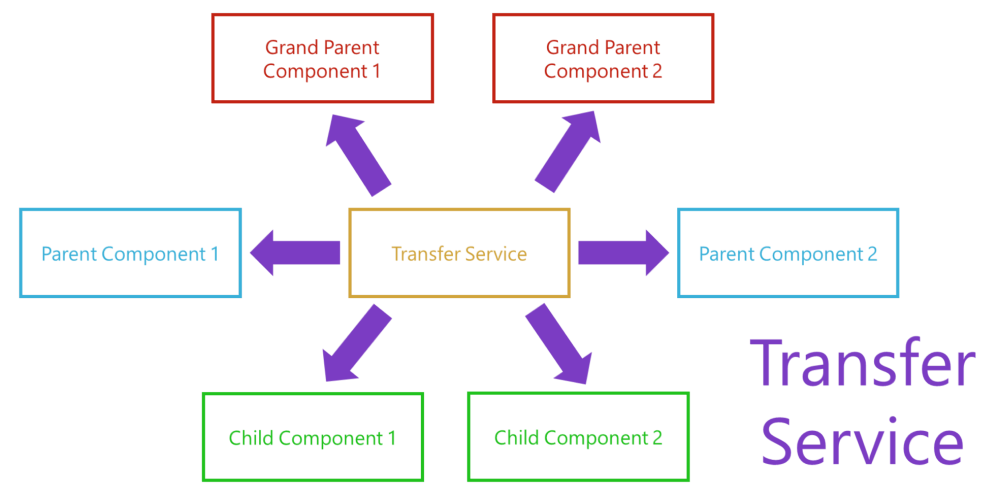 Grand Parent
Component 1
Grand Parent
Component 2
Parent Component 1
Transfer Service
Parent Component 2
Child Component 1
Child Component 2
Transfer
Service